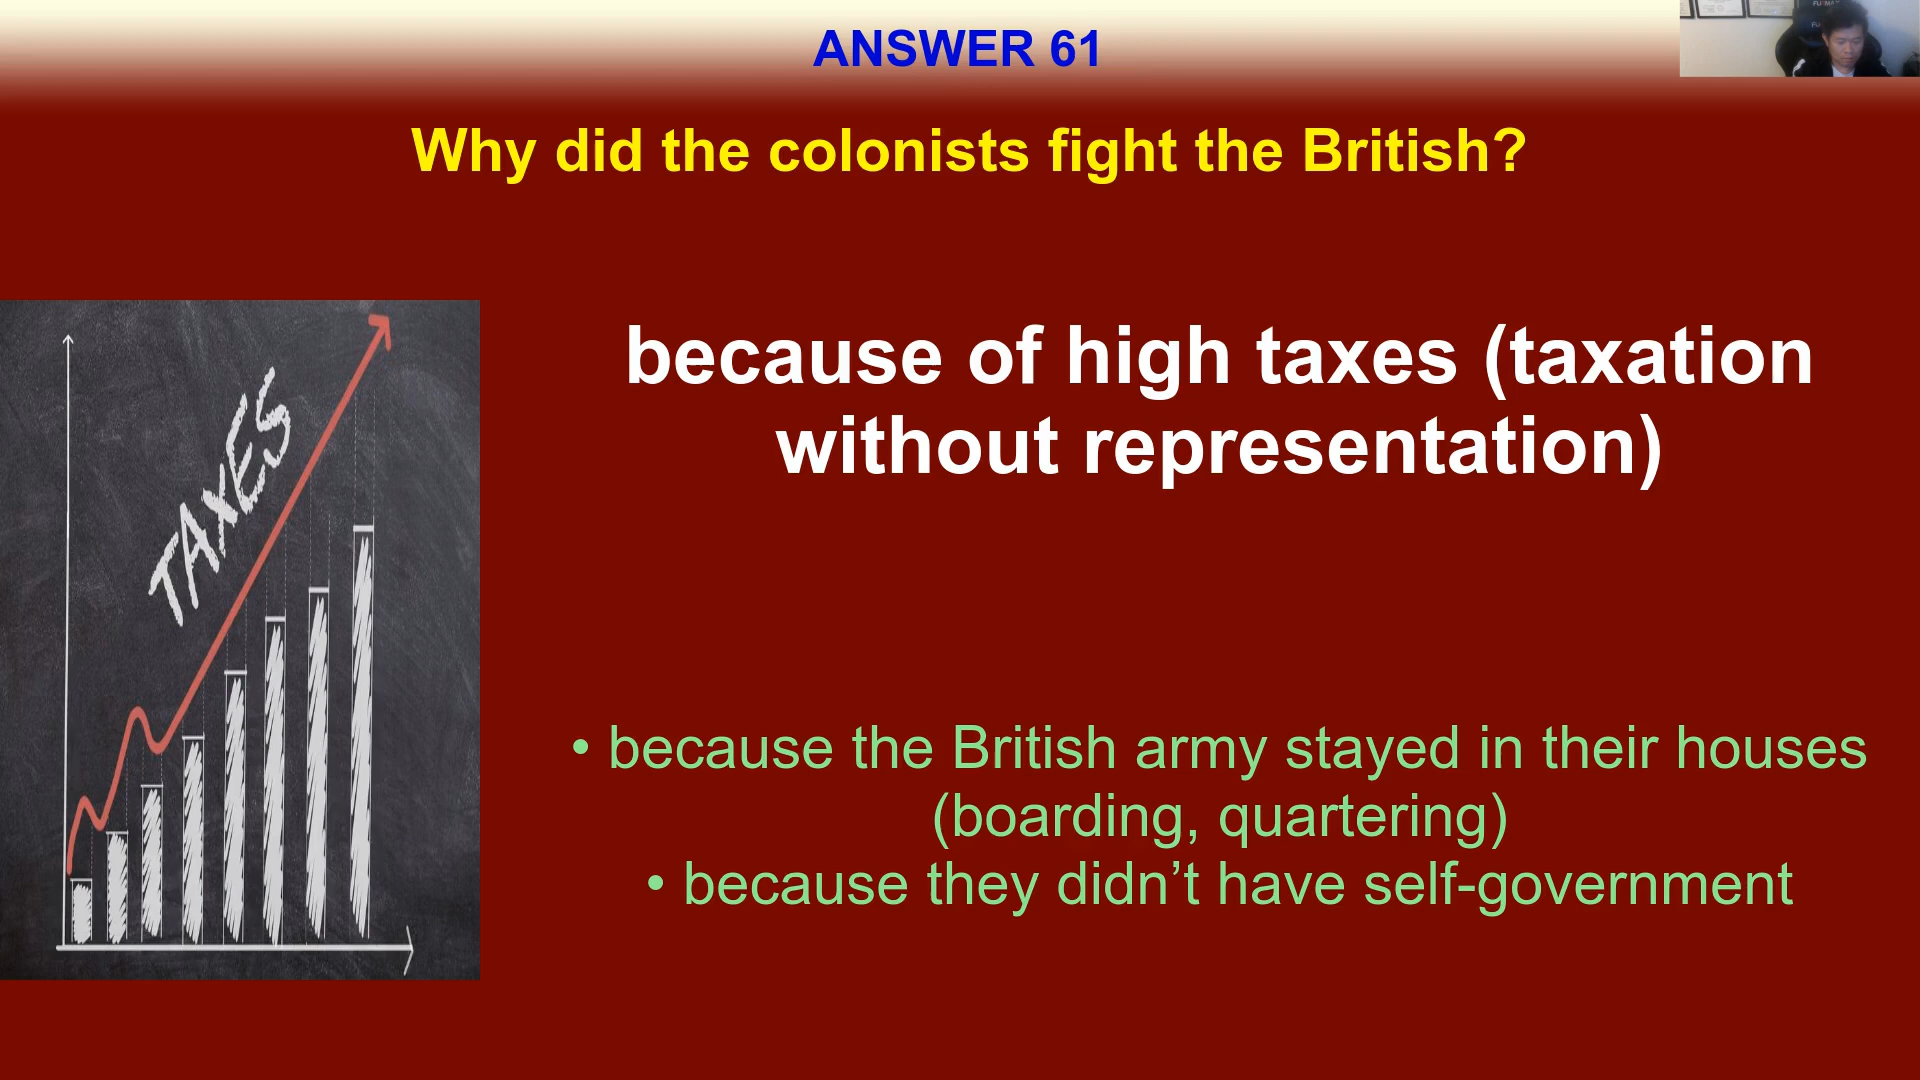 ANSWER 61
Why did the colonists fight the British?
because of high taxes (taxation
without representation)
TAXES
• because the British army stayed in their houses
(boarding, quartering)
• because they didn’t have self-government